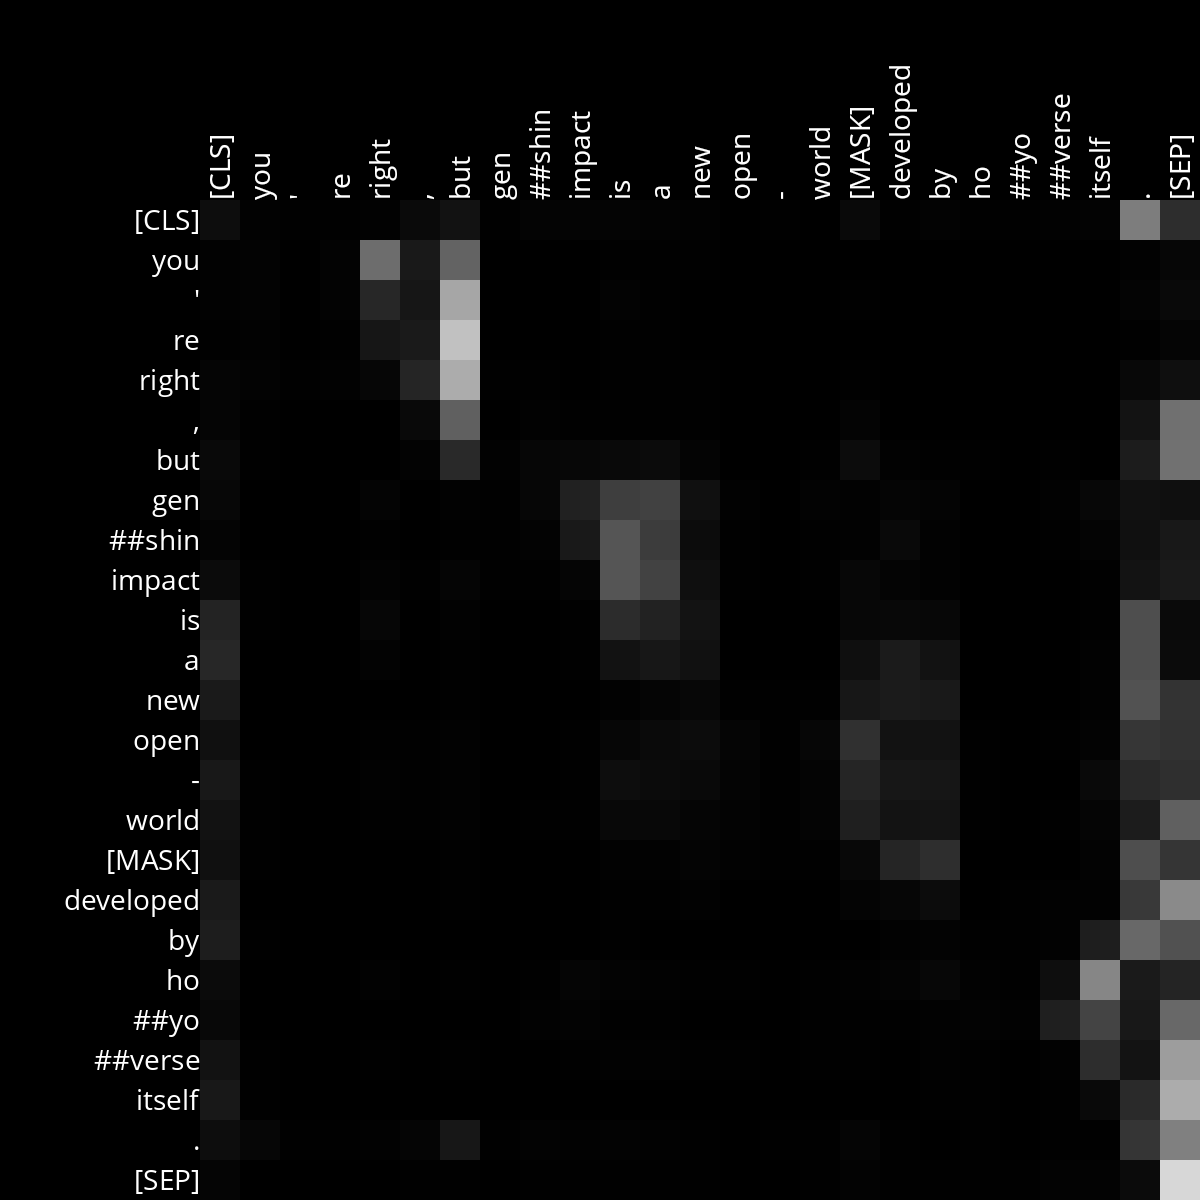 [CLS] you ' re right , but gen ##shin impact is a new open - world [MASK] developed by ho ##yo ##verse itself . [SEP]
[CLS]
you
'
re
right
,
but
gen
##shin
impact
is
a
new
open
-
world
[MASK]
developed
by
ho
##yo
##verse
itself
.
[SEP]